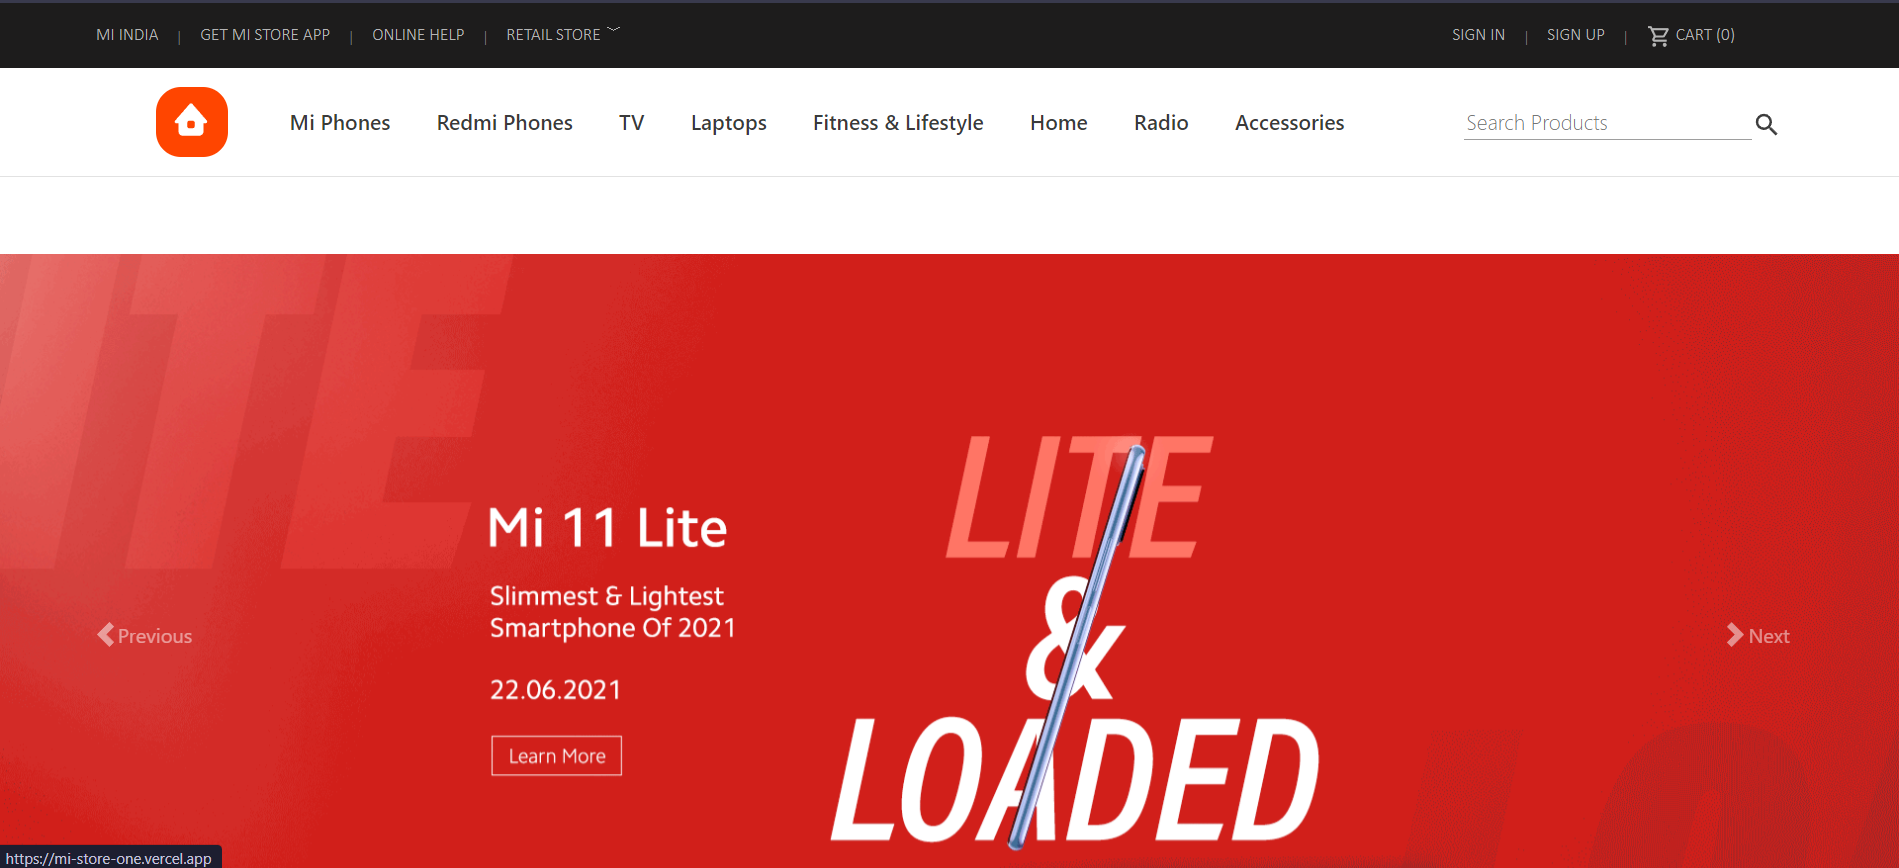 MI INDIA | GET MI STORE APP | ONLINE HELP | RETAIL STORE SIGN IN | SIGN UP | CART (0)
Mi Phones Redmi Phones TV Laptops Fitness & Lifestyle Home Radio Accessories Search Products
ITE
LITE
Mi 11 Lite
&
Slimmest & Lightest
Smartphone Of 2021
Previous
Next
22.06.2021
LOADED
Learn More
LOA
https://mi-store-one.vercel.app